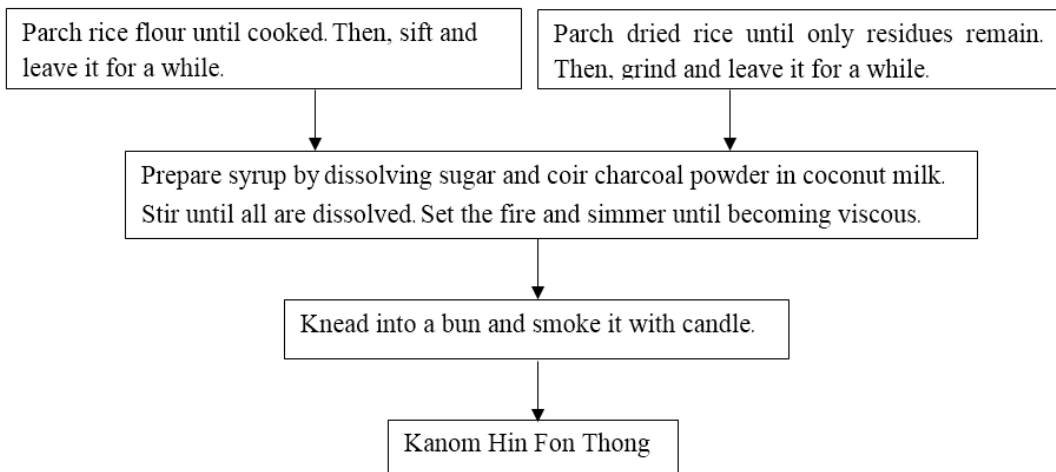 Parch rice flour until cooked. Then, sift and
leave it for a while.
Parch dried rice until only residues remain.
Then, grind and leave it for a while.
Prepare syrup by dissolving sugar and coir charcoal powder in coconut milk.
Stir until all are dissolved. Set the fire and simmer until becoming viscous.
Knead into a bun and smoke it with candle.
Kanom Hin Fon Thong